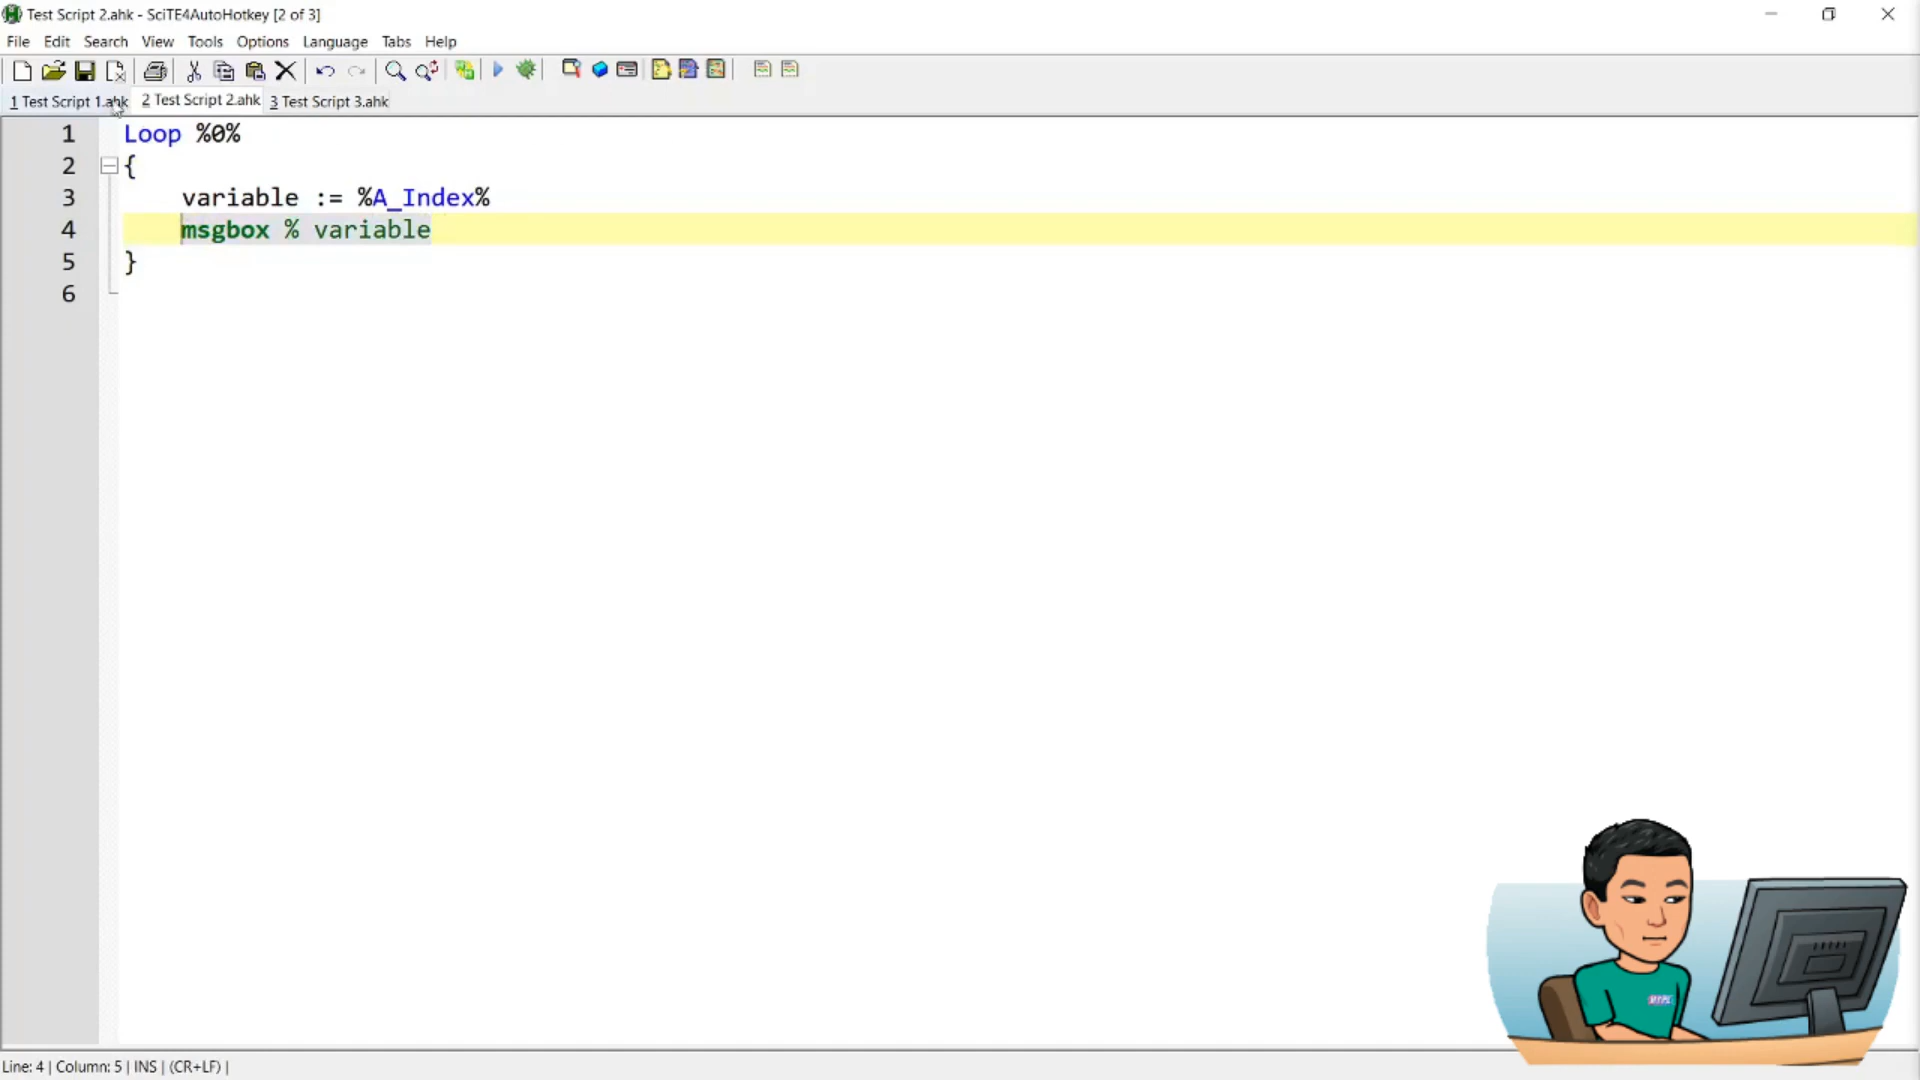 Test Script 2.ahk - SciTE4AutoHotkey [2 of 3]
File Edit Search View Tools Options Language Tabs Help
1 Test Script 1.ahk 2 Test Script 2.ahk 3 Test Script 3.ahk
1 Loop %0%
2 {
3 variable := %A_Index%
4 msgbox % variable
5 }
6
Line: 4 | Column: 5 | INS | (CR+LF) |